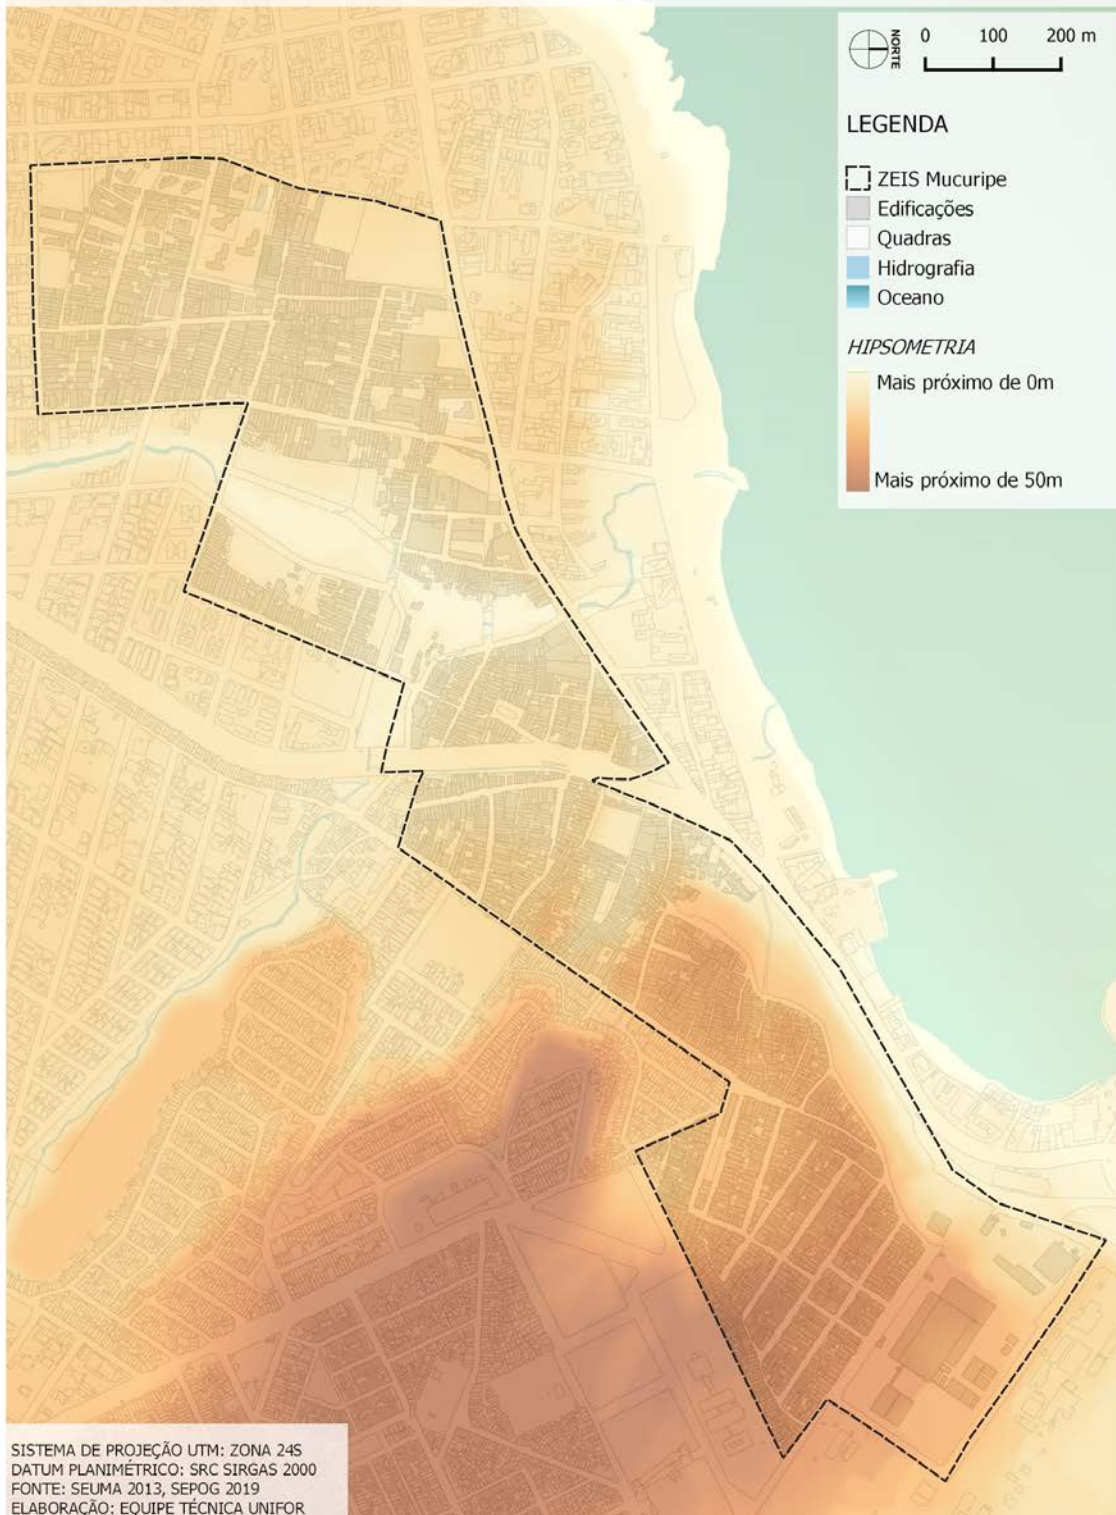 NORTE
0 100 200 m
LEGENDA
ZEIS Mucuripe
Edificações
Quadras
Hidrografia
Oceano
HIPSOMETRIA
Mais próximo de 0m
Mais próximo de 50m
SISTEMA DE PROJEÇÃO UTM: ZONA 24S
DATUM PLANIMÉTRICO: SRC SIRGAS 2000
FONTE: SEUMA 2013, SEPOG 2019
ELABORAÇÃO: EQUIPE TÉCNICA UNIFOR